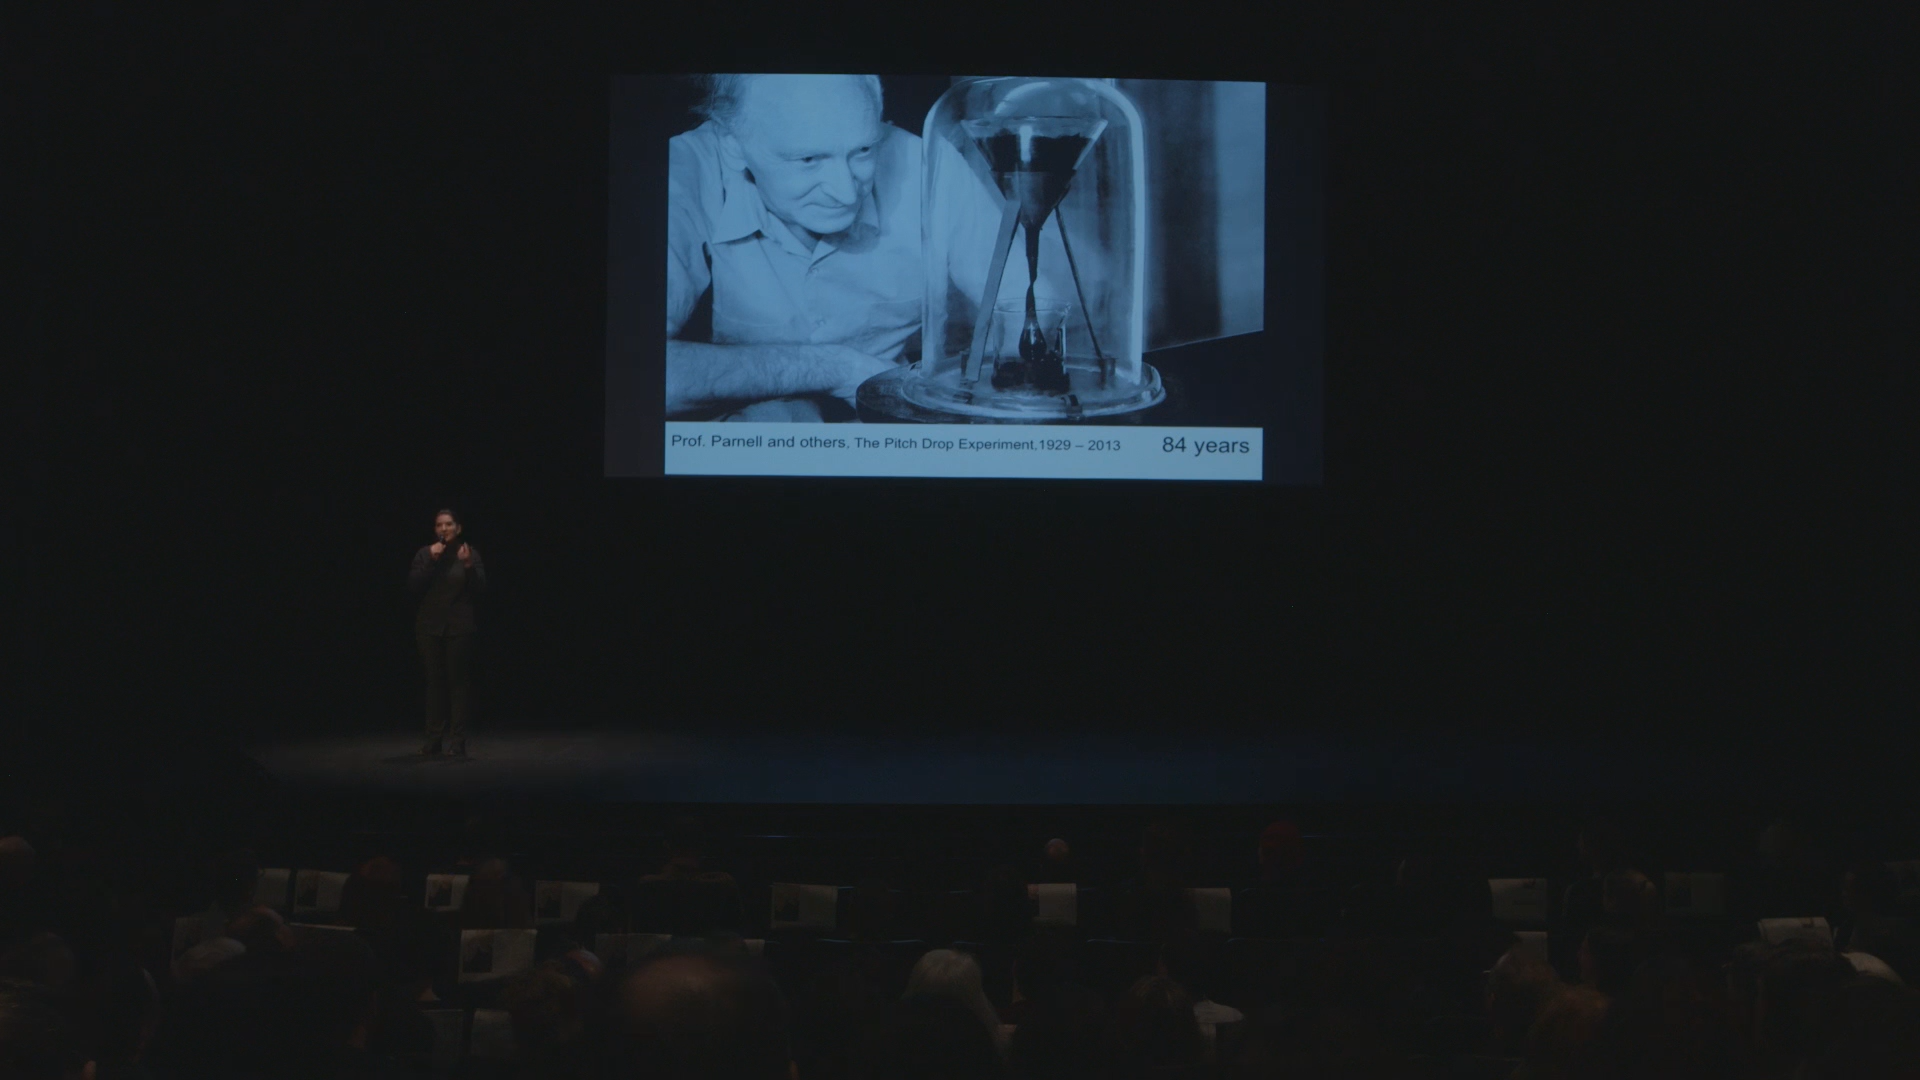 Prof. Parnell and others, The Pitch Drop Experiment,1929 – 2013 84 years